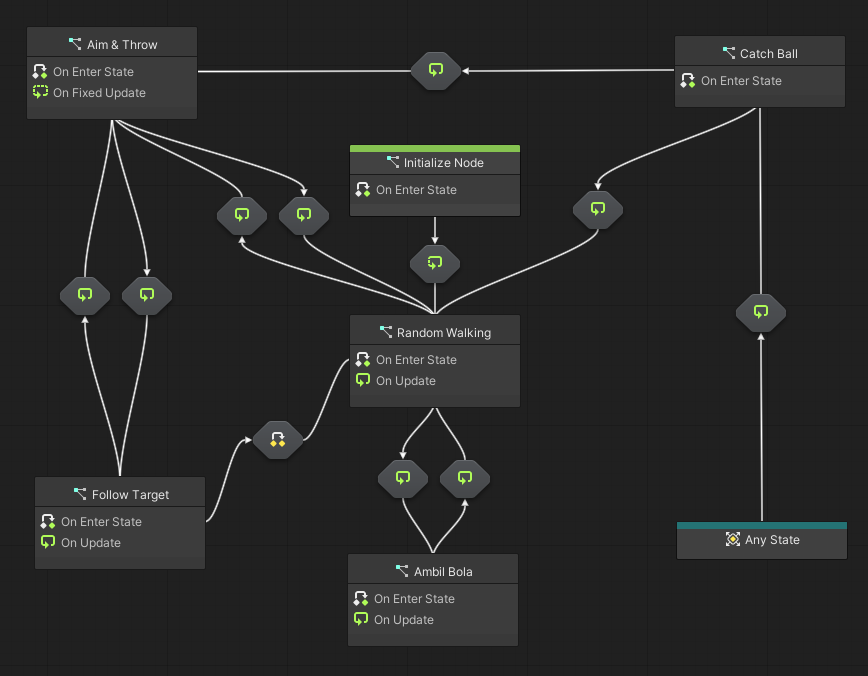 Aim & Throw
On Enter State
On Fixed Update
Catch Ball
On Enter State
Initialize Node
On Enter State
Random Walking
On Enter State
On Update
Follow Target
On Enter State
On Update
Any State
Ambil Bola
On Enter State
On Update